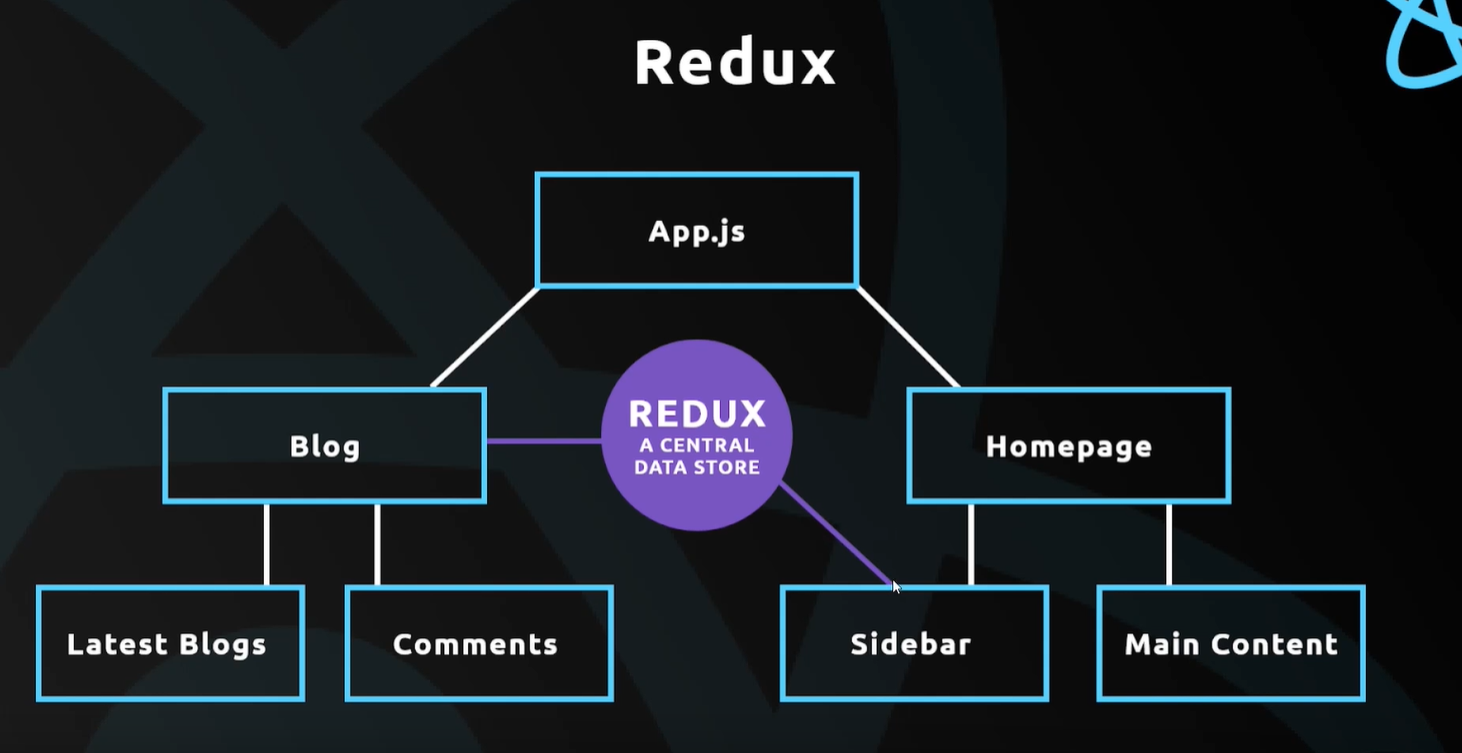 Redux
App.js
REDUX
A CENTRAL
DATA STORE
Blog
Homepage
Latest Blogs
Comments
Sidebar
Main Content